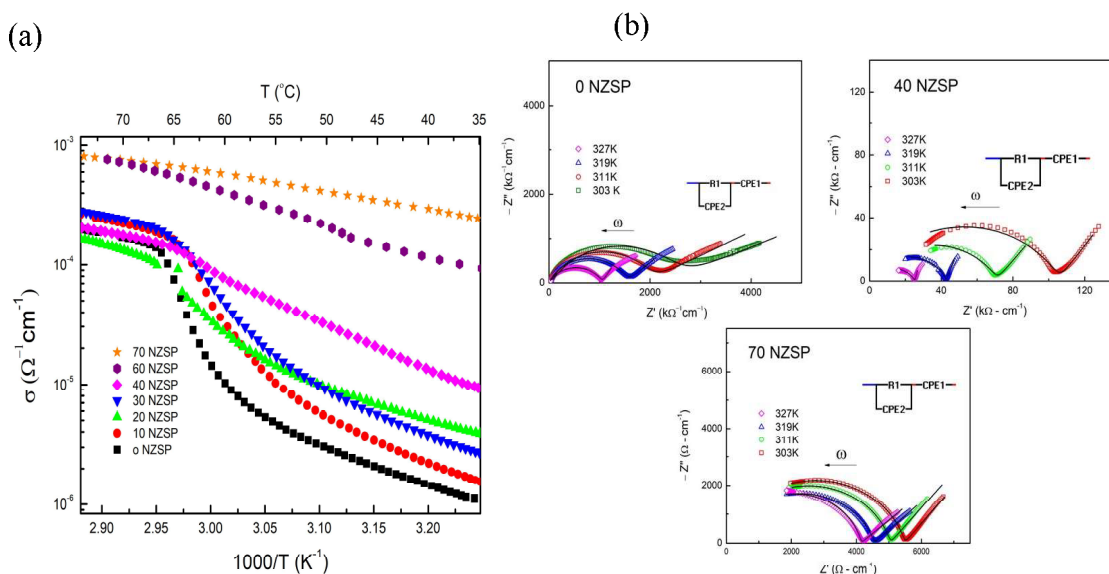 (a)
T (°C)
70 65 60 55 50 45 40 35
10⁻³
10⁻⁴
10⁻⁵
10⁻⁶
σ (Ω⁻¹cm⁻¹)
70 NZSP
60 NZSP
40 NZSP
30 NZSP
20 NZSP
10 NZSP
o NZSP
2.90 2.95 3.00 3.05 3.10 3.15 3.20
1000/T (K⁻¹)
(b)
0 NZSP
327K
319K
311K
303 K
R1 CPE1
CPE2
ω
4000
2000
0
0 2000 4000
- Z'' (kΩ⁻¹cm⁻¹)
Z' (kΩ⁻¹cm⁻¹)
40 NZSP
327K
319K
311K
303K
R1 CPE1
CPE2
ω
120
80
40
0
0 40 80 120
- Z'' (kΩ - cm⁻¹)
Z' (kΩ - cm⁻¹)
70 NZSP
327K
319K
311K
303K
R1 CPE1
CPE2
ω
6000
4000
2000
0
0 2000 4000 6000
- Z'' (Ω - cm⁻¹)
(Ω - cm⁻¹)